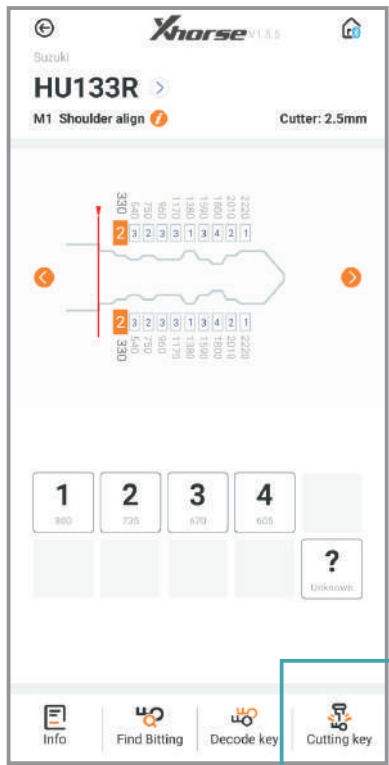 Xhorse V1.8.5
Suzuki
HU133R >
M1 Shoulder align i
Cutter: 2.5mm
330 540 750 960 1170 1380 1590 1800 2010 2220
2 3 2 3 3 1 3 4 2 1
2 3 2 3 3 1 3 4 2 1
330 540 750 960 1170 1380 1590 1800 2010 2220
1 2 3 4
735 670 605
?
Unknown
Info Find Bitting Decode key Cutting key